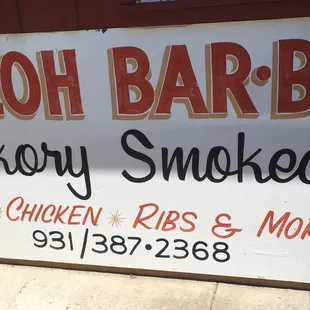 OH BAR·B
kory Smoked
Chicken * Ribs & Mor
931/387·2368